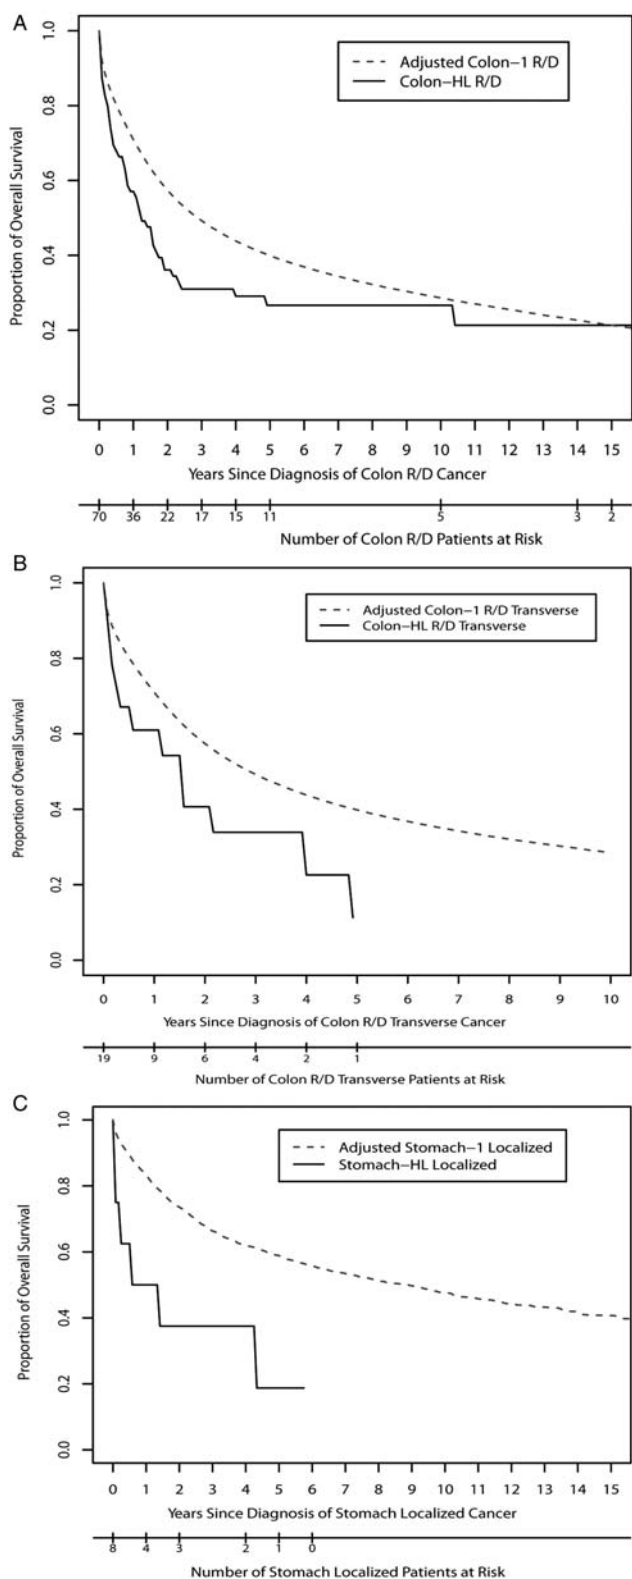 A
Adjusted Colon−1 R/D
Colon−HL R/D
Proportion of Overall Survival
1.0
0.8
0.6
0.4
0.2
0.0
0 1 2 3 4 5 6 7 8 9 10 11 12 13 14 15
Years Since Diagnosis of Colon R/D Cancer
70 36 22 17 15 11 5 3 2
Number of Colon R/D Patients at Risk
B
Adjusted Colon−1 R/D Transverse
Colon−HL R/D Transverse
Proportion of Overall Survival
1.0
0.8
0.6
0.4
0.2
0.0
0 1 2 3 4 5 6 7 8 9 10
Years Since Diagnosis of Colon R/D Transverse Cancer
19 9 6 4 2 1
Number of Colon R/D Transverse Patients at Risk
C
Adjusted Stomach−1 Localized
Stomach−HL Localized
Proportion of Overall Survival
1.0
0.8
0.6
0.4
0.2
0.0
0 1 2 3 4 5 6 7 8 9 10 11 12 13 14 15
Years Since Diagnosis of Stomach Localized Cancer
8 4 3 2 1 0
Number of Stomach Localized Patients at Risk